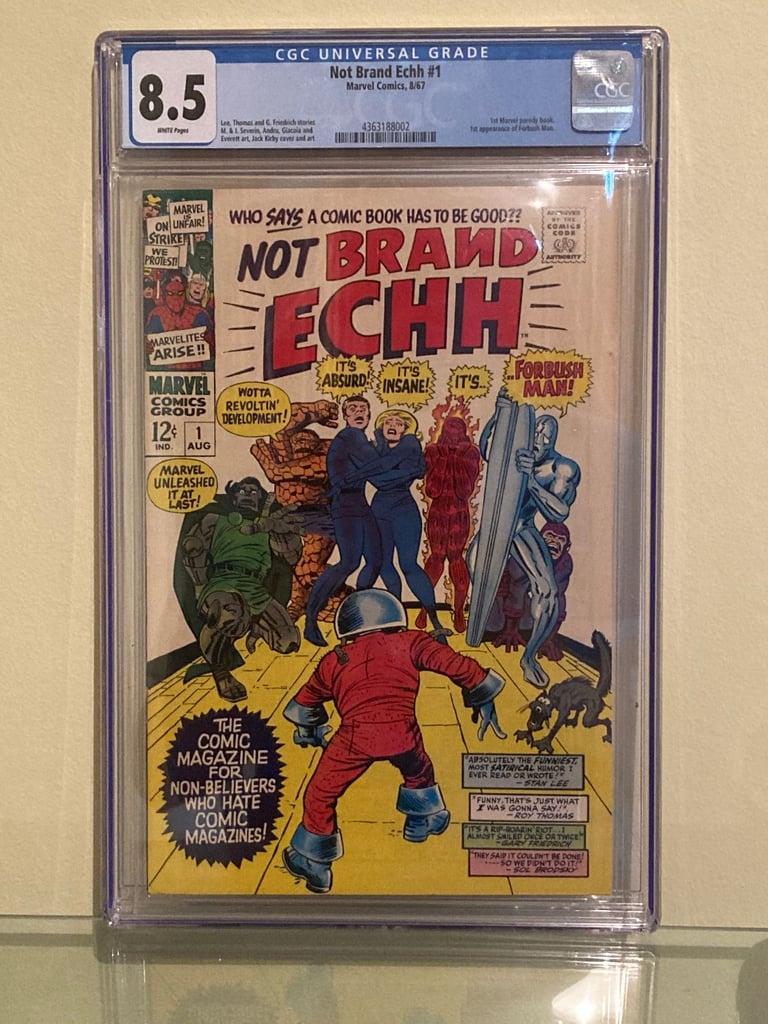 CGC UNIVERSAL GRADE
8.5
WHITE Pages
Not Brand Echh #1
Marvel Comics, 8/67
Lee, Thomas and G. Friedrich stories
M. & J. Severin, Andru, Giacoia and
Everett art, Jack Kirby cover and art
4363188002
1st Marvel parody book.
1st appearance of Forbush Man.
CGC
MARVEL
IS
UNFAIR!
ON
STRIKE
WE
PROTEST!
MARVELITES
ARISE!!
MARVEL
COMICS
GROUP
12¢
IND.
1
AUG
WHO SAYS A COMIC BOOK HAS TO BE GOOD??
NOT BRAND
ECHH
TM
APPROVED
BY THE
COMICS
CODE
AUTHORITY
MARVEL
UNLEASHED
IT AT
LAST!
WOTTA
REVOLTIN'
DEVELOPMENT!
IT'S
ABSURD!
IT'S
INSANE!
IT'S..
..FORBUSH
MAN!
THE
COMIC
MAGAZINE
FOR
NON-BELIEVERS
WHO HATE
COMIC
MAGAZINES!
"ABSOLUTELY THE FUNNIEST,
MOST SATIRICAL HUMOR I
EVER READ OR WROTE!"
—STAN LEE
"FUNNY, THAT'S JUST WHAT
I WAS GONNA SAY!"
—ROY THOMAS
"IT'S A RIP-ROARIN' RIOT...I
ALMOST SMILED ONCE OR TWICE!"
—GARY FRIEDRICH
"THEY SAID IT COULDN'T BE DONE!
----SO WE DIDN'T DO IT!"
—SOL BRODSKY